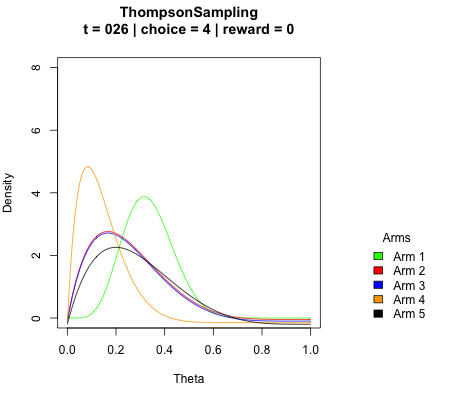 ThompsonSampling
t = 026 | choice = 4 | reward = 0
Density
8
6
4
2
0
0.0 0.2 0.4 0.6 0.8 1.0
Theta
Arms
Arm 1
Arm 2
Arm 3
Arm 4
Arm 5